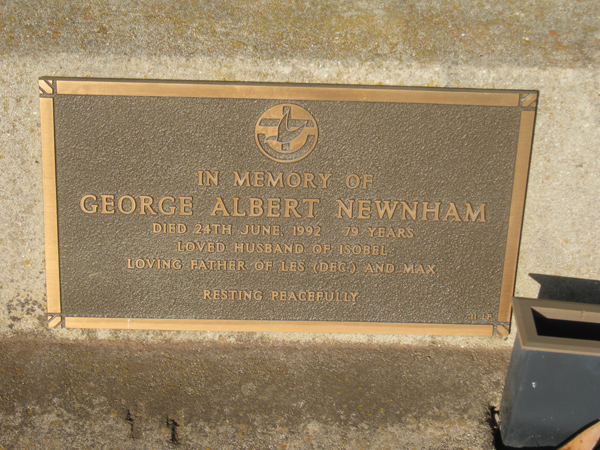 IN MEMORY OF
GEORGE ALBERT NEWNHAM
DIED 24TH JUNE, 1992 79 YEARS
LOVED HUSBAND OF ISOBEL.
LOVING FATHER OF LES (DEC.) AND MAX.
RESTING PEACEFULLY